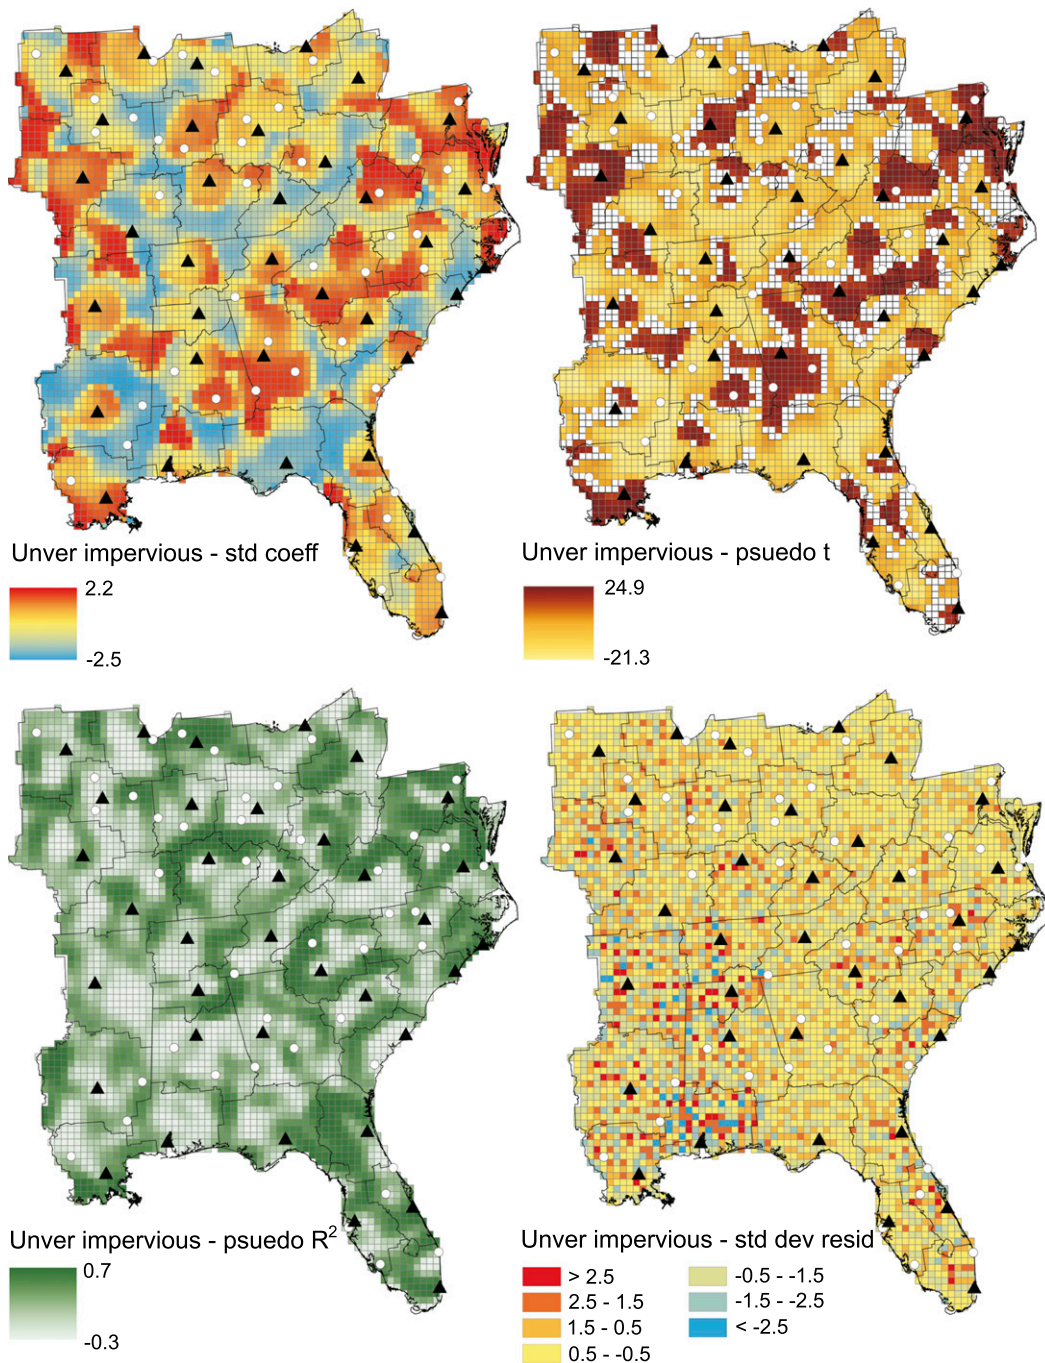 Unver impervious - std coeff
2.2
-2.5
Unver impervious - psuedo t
24.9
-21.3
Unver impervious - psuedo R²
0.7
-0.3
Unver impervious - std dev resid
> 2.5
2.5 - 1.5
1.5 - 0.5
0.5 - -0.5
-0.5 - -1.5
-1.5 - -2.5
< -2.5